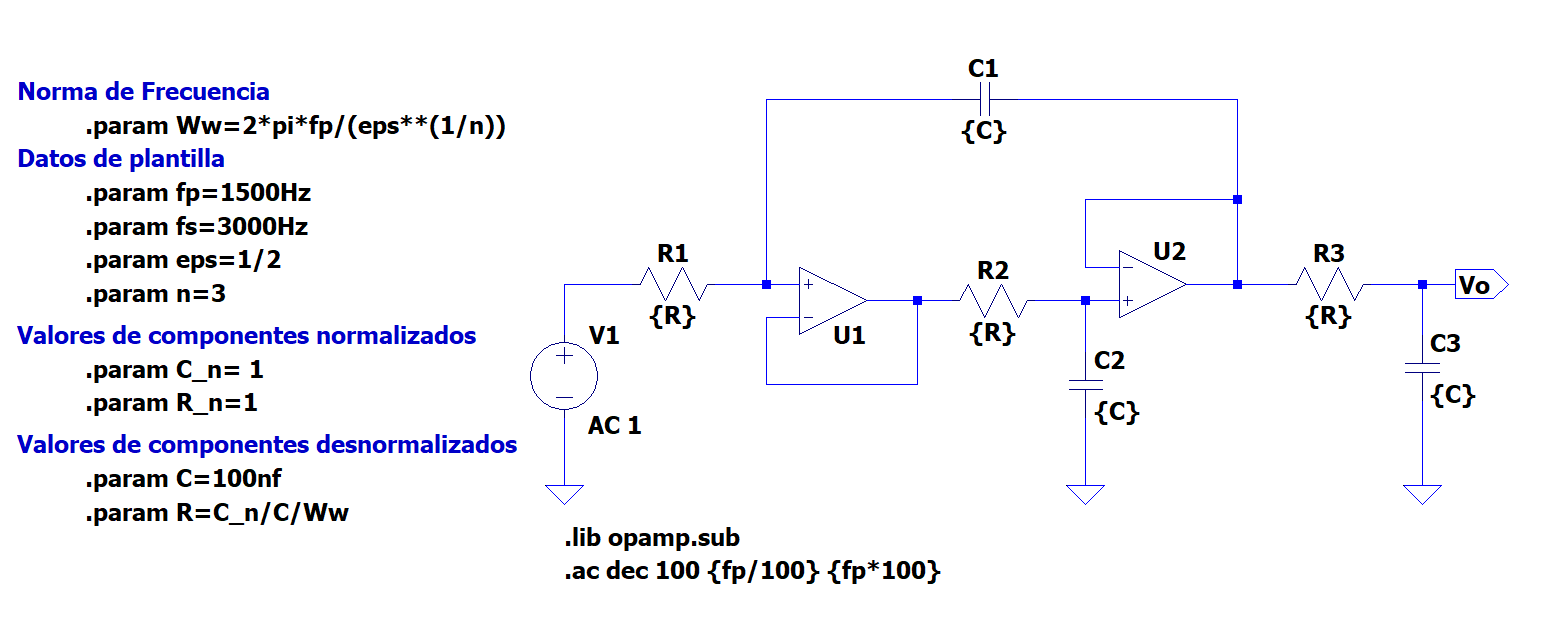 Norma de Frecuencia
.param Ww=2*pi*fp/(eps**(1/n))
Datos de plantilla
.param fp=1500Hz
.param fs=3000Hz
.param eps=1/2
.param n=3
Valores de componentes normalizados
.param C_n= 1
.param R_n=1
Valores de componentes desnormalizados
.param C=100nf
.param R=C_n/C/Ww
C1
{C}
R1
{R}
V1
AC 1
U1
R2
{R}
U2
C2
{C}
R3
{R}
Vo
C3
{C}
.lib opamp.sub
.ac dec 100 {fp/100} {fp*100}